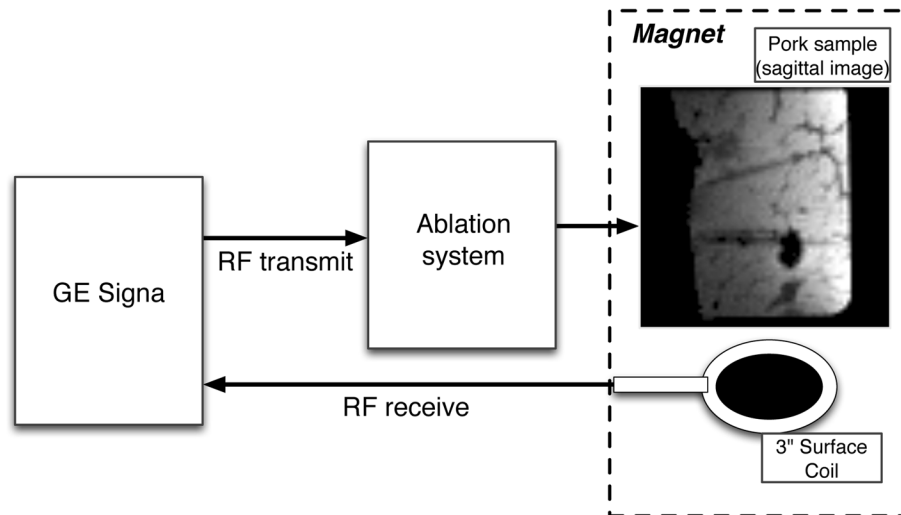 Magnet
Pork sample
(sagittal image)
Ablation
system
RF transmit
GE Signa
RF receive
3" Surface
Coil